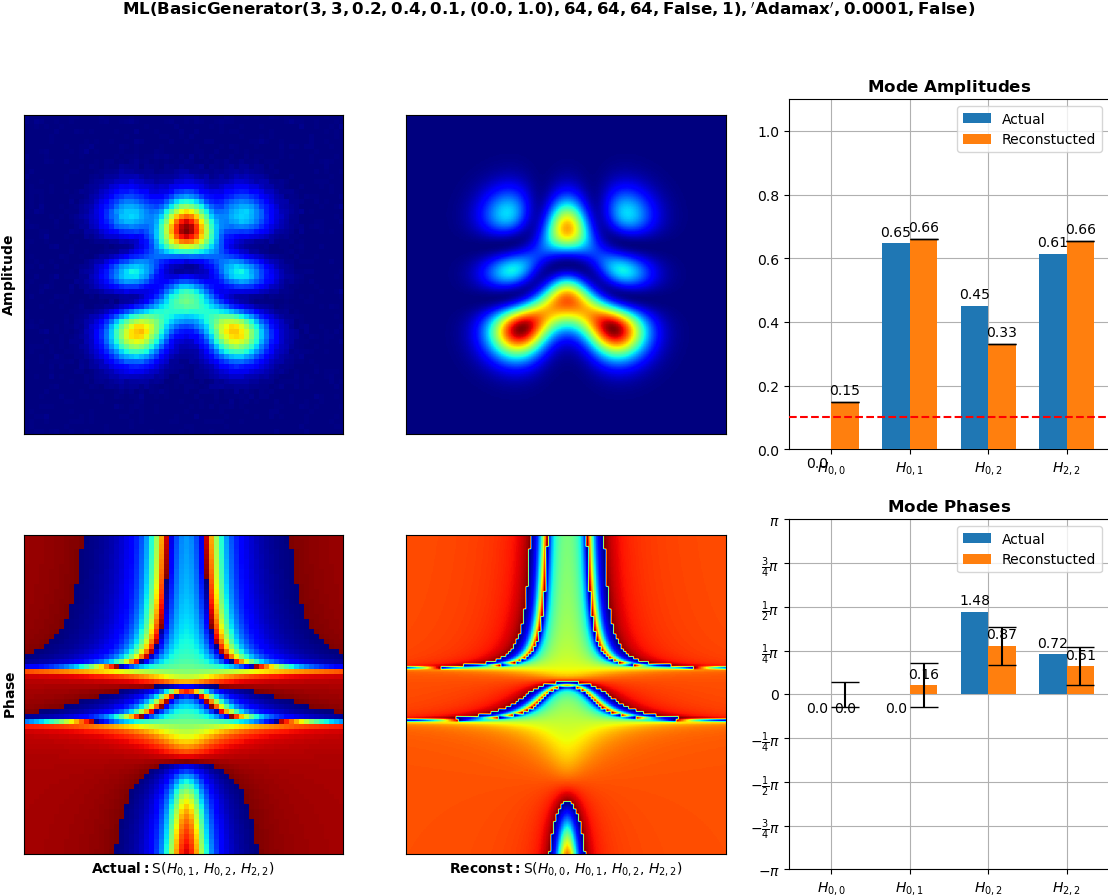 ML(BasicGenerator(3, 3, 0.2, 0.4, 0.1, (0.0, 1.0), 64, 64, 64, False, 1), 'Adamax', 0.0001, False)
Amplitude
Mode Amplitudes
Actual
Reconstucted
1.0
0.8
0.6
0.4
0.2
0.0
0.0
0.15
0.65
0.66
0.45
0.33
0.61
0.66
H0,0
H0,1
H0,2
H2,2
Phase
Actual: S(H0,1, H0,2, H2,2)
Reconst: S(H0,0, H0,1, H0,2, H2,2)
Mode Phases
Actual
Reconstucted
π
3/4π
1/2π
1/4π
0
−1/4π
−1/2π
−3/4π
−π
0.0
0.0
0.0
0.16
1.48
0.87
0.72
0.51
H0,0
H0,1
H0,2
H2,2